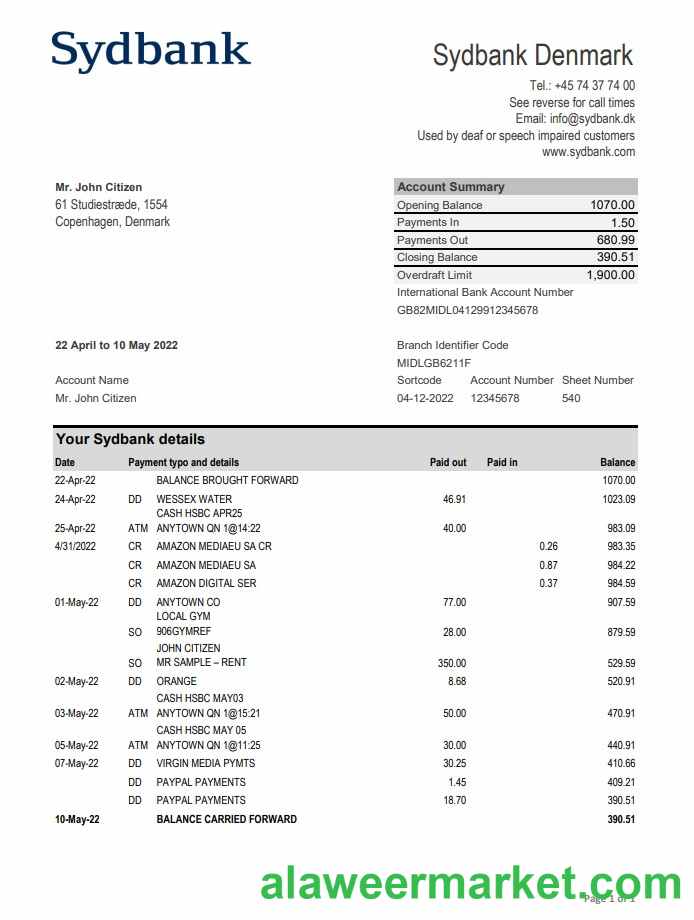 Sydbank
Sydbank Denmark
Tel.: +45 74 37 74 00
See reverse for call times
Email: info@sydbank.dk
Used by deaf or speech impaired customers
www.sydbank.com
Mr. John Citizen
61 Studiestræde, 1554
Copenhagen, Denmark
Account Summary
Opening Balance 1070.00
Payments In 1.50
Payments Out 680.99
Closing Balance 390.51
Overdraft Limit 1,900.00
International Bank Account Number
GB82MIDL04129912345678
22 April to 10 May 2022
Branch Identifier Code
MIDLGB6211F
Account Name
Sortcode Account Number Sheet Number
Mr. John Citizen
04-12-2022 12345678 540
Your Sydbank details
Date Payment typo and details Paid out Paid in Balance
22-Apr-22 BALANCE BROUGHT FORWARD 1070.00
24-Apr-22 DD WESSEX WATER 46.91 1023.09
CASH HSBC APR25
25-Apr-22 ATM ANYTOWN QN 1@14:22 40.00 983.09
4/31/2022 CR AMAZON MEDIAEU SA CR 0.26 983.35
CR AMAZON MEDIAEU SA 0.87 984.22
CR AMAZON DIGITAL SER 0.37 984.59
01-May-22 DD ANYTOWN CO 77.00 907.59
LOCAL GYM
SO 906GYMREF 28.00 879.59
JOHN CITIZEN
SO MR SAMPLE – RENT 350.00 529.59
02-May-22 DD ORANGE 8.68 520.91
CASH HSBC MAY03
03-May-22 ATM ANYTOWN QN 1@15:21 50.00 470.91
CASH HSBC MAY 05
05-May-22 ATM ANYTOWN QN 1@11:25 30.00 440.91
07-May-22 DD VIRGIN MEDIA PYMTS 30.25 410.66
DD PAYPAL PAYMENTS 1.45 409.21
DD PAYPAL PAYMENTS 18.70 390.51
10-May-22 BALANCE CARRIED FORWARD 390.51
alaweermarket.com
Page 1 of 1